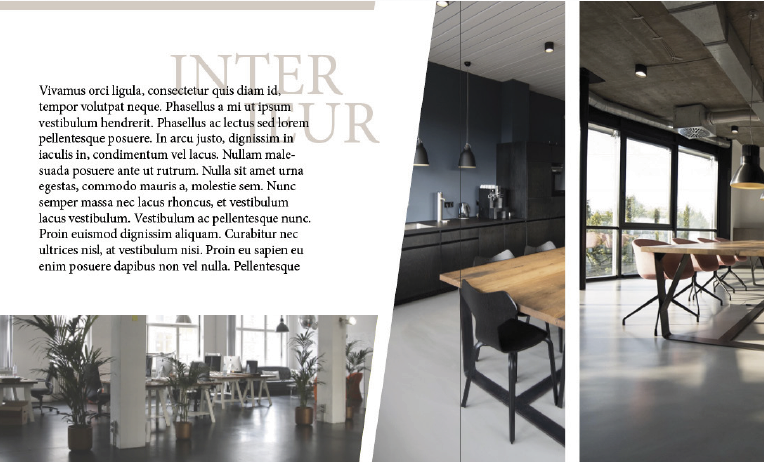 INTER
IEUR
Vivamus orci ligula, consectetur quis diam id,
tempor volutpat neque. Phasellus a mi ut ipsum
vestibulum hendrerit. Phasellus ac lectus sed lorem
pellentesque posuere. In arcu justo, dignissim in
iaculis in, condimentum vel lacus. Nullam male-
suada posuere ante ut rutrum. Nulla sit amet urna
egestas, commodo mauris a, molestie sem. Nunc
semper massa nec lacus rhoncus, et vestibulum
lacus vestibulum. Vestibulum ac pellentesque nunc.
Proin euismod dignissim aliquam. Curabitur nec
ultrices nisl, at vestibulum nisi. Proin eu sapien eu
enim posuere dapibus non vel nulla. Pellentesque